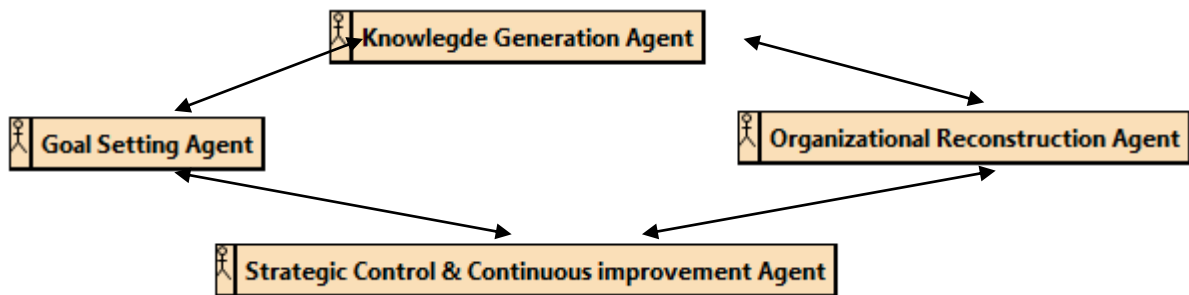 Knowlegde Generation Agent
Goal Setting Agent
Organizational Reconstruction Agent
Strategic Control & Continuous improvement Agent